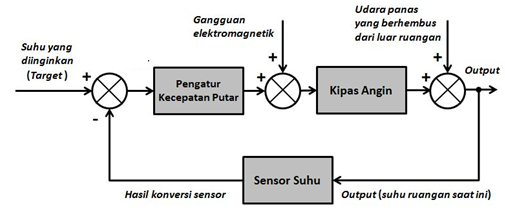 Suhu yang
diinginkan
(Target )
+
-
Pengatur
Kecepatan Putar
Gangguan
elektromagnetik
+
+
Kipas Angin
Udara panas
yang berhembus
dari luar ruangan
+
+
Output
Sensor Suhu
Hasil konversi sensor
Output (suhu ruangan saat ini)